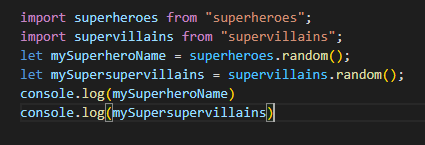 import superheroes from "superheroes";
import supervillains from "supervillains";
let mySuperheroName = superheroes.random();
let mySupersupervillains = supervillains.random();
console.log(mySuperheroName)
console.log(mySupersupervillains)